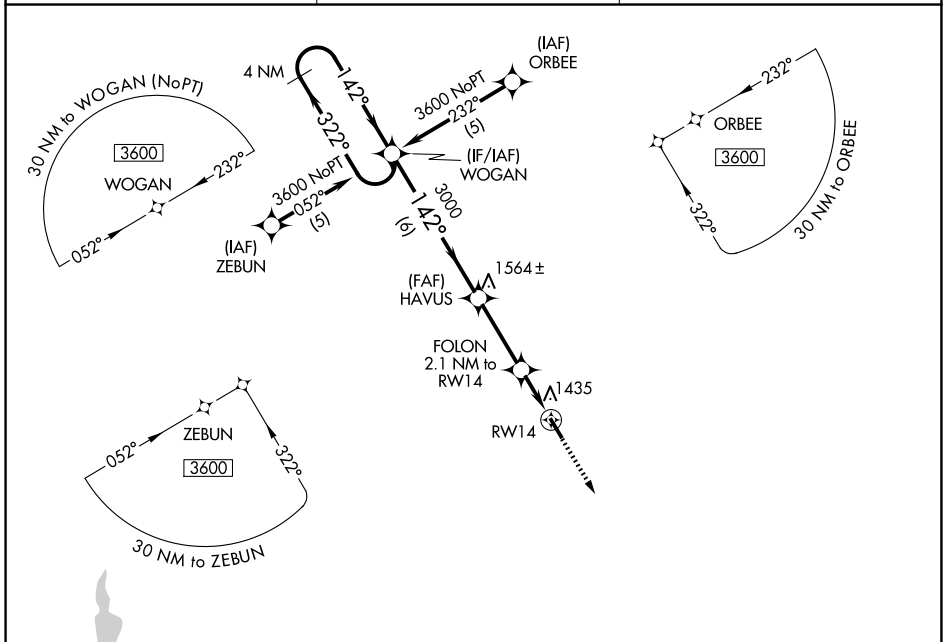 30 NM to WOGAN (NoPT)
3600
WOGAN
232°
052°
4 NM
142°
322°
(IAF)
ORBEE
3600 NoPT
232°
(5)
(IF/IAF)
WOGAN
3600 NoPT
052°
(5)
(IAF)
ZEBUN
3000
142°
(6)
232°
ORBEE
3600
322°
30 NM to ORBEE
(FAF)
HAVUS
1564 ±
FOLON
2.1 NM to
RW14
1435
RW14
052°
ZEBUN
3600
322°
30 NM to ZEBUN